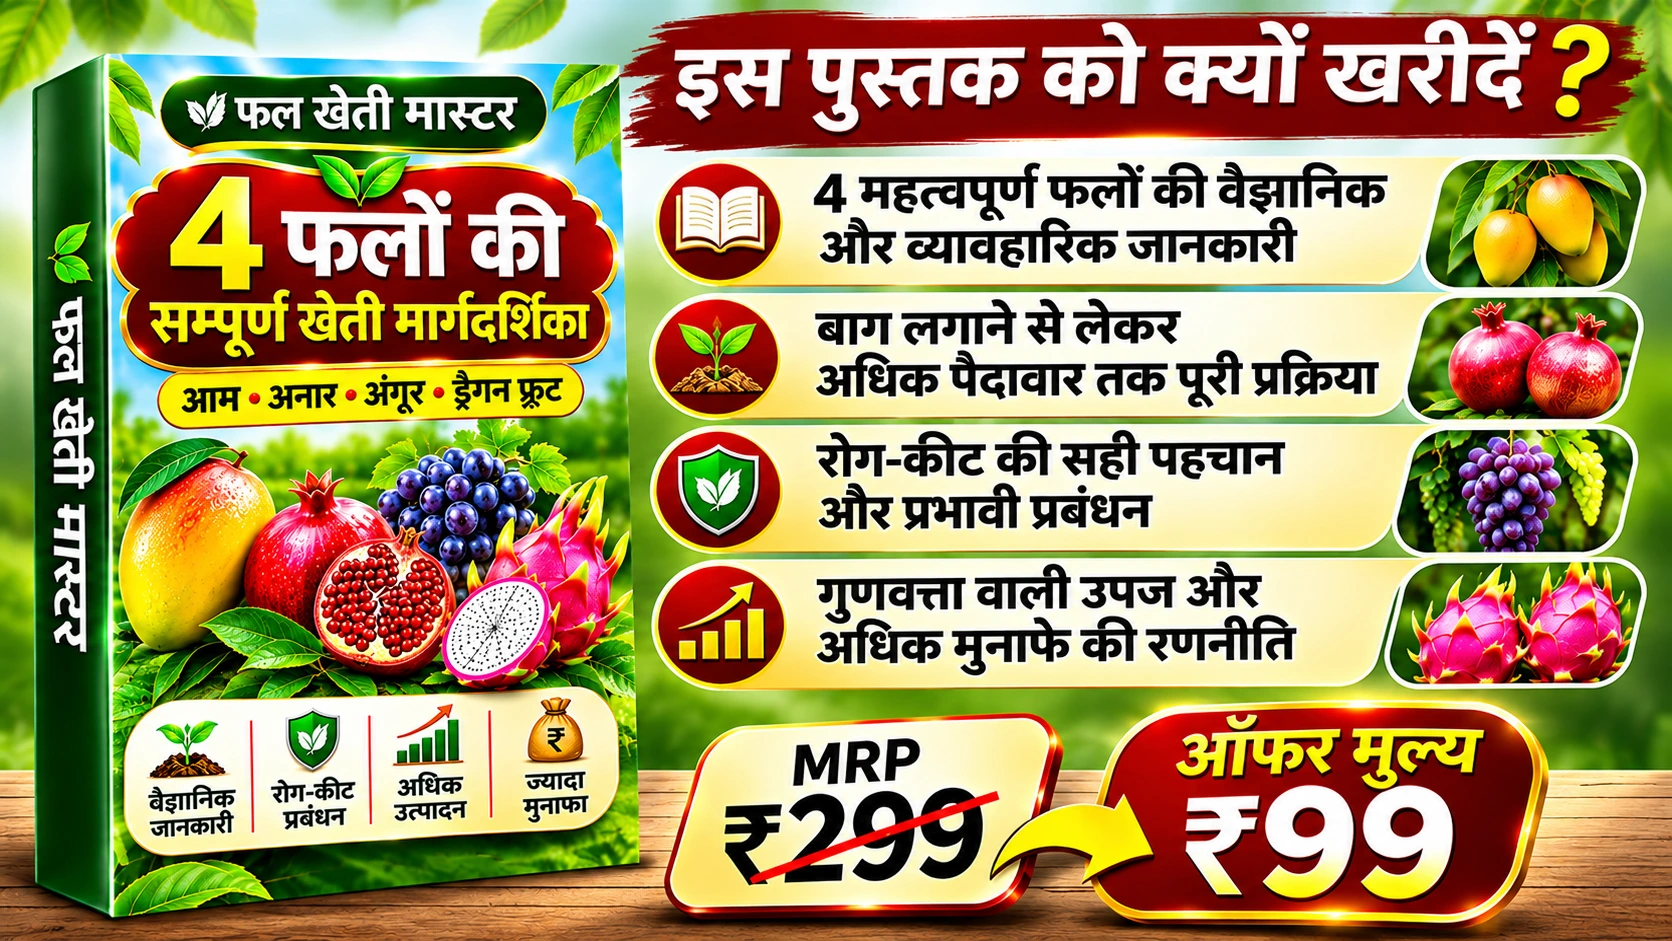 फल खेती मास्टर
4 फलों की
सम्पूर्ण खेती मार्गदर्शिका
आम • अनार • अंगूर • ड्रैगन फ्रूट
वैज्ञानिक
जानकारी
रोग-कीट
प्रबंधन
अधिक
उत्पादन
ज्यादा
मुनाफा
फल खेती मास्टर
इस पुस्तक को क्यों खरीदें ?
4 महत्वपूर्ण फलों की वैज्ञानिक
और व्यावहारिक जानकारी
बाग लगाने से लेकर
अधिक पैदावार तक पूरी प्रक्रिया
रोग-कीट की सही पहचान
और प्रभावी प्रबंधन
गुणवत्ता वाली उपज और
अधिक मुनाफे की रणनीति
MRP
₹299
ऑफर मुल्य
₹99